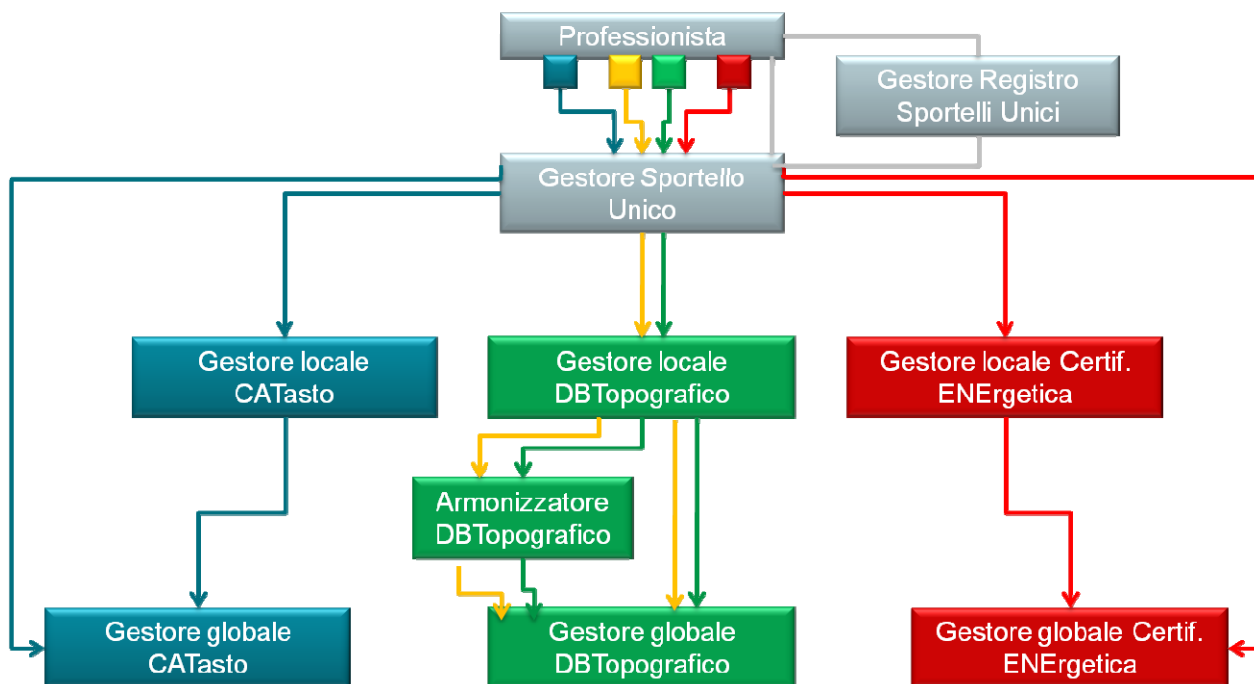 Professionista
Gestore Registro
Sportelli Unici
Gestore Sportello
Unico
Gestore locale
CATasto
Gestore locale
DBTopografico
Gestore locale Certif.
ENErgetica
Armonizzatore
DBTopografico
Gestore globale
CATasto
Gestore globale
DBTopografico
Gestore globale Certif.
ENErgetica